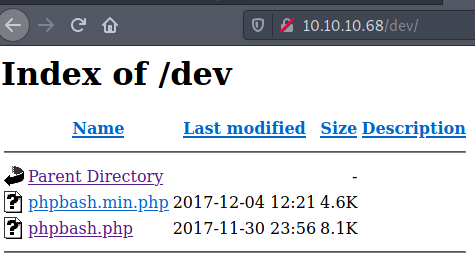 10.10.10.68/dev/
Index of /dev
Name Last modified Size Description
Parent Directory -
phpbash.min.php 2017-12-04 12:21 4.6K
phpbash.php 2017-11-30 23:56 8.1K